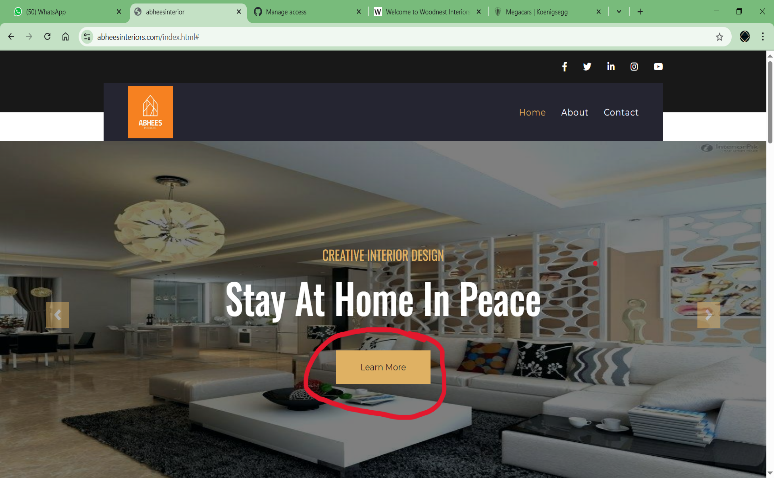 (50) WhatsApp
abheesinterior
Manage access
Welcome to Woodnest Interior
Megacars | Koenigsegg
abheesinteriors.com/index.html#
ABHEES
Home
About
Contact
CREATIVE INTERIOR DESIGN
Stay At Home In Peace
Learn More